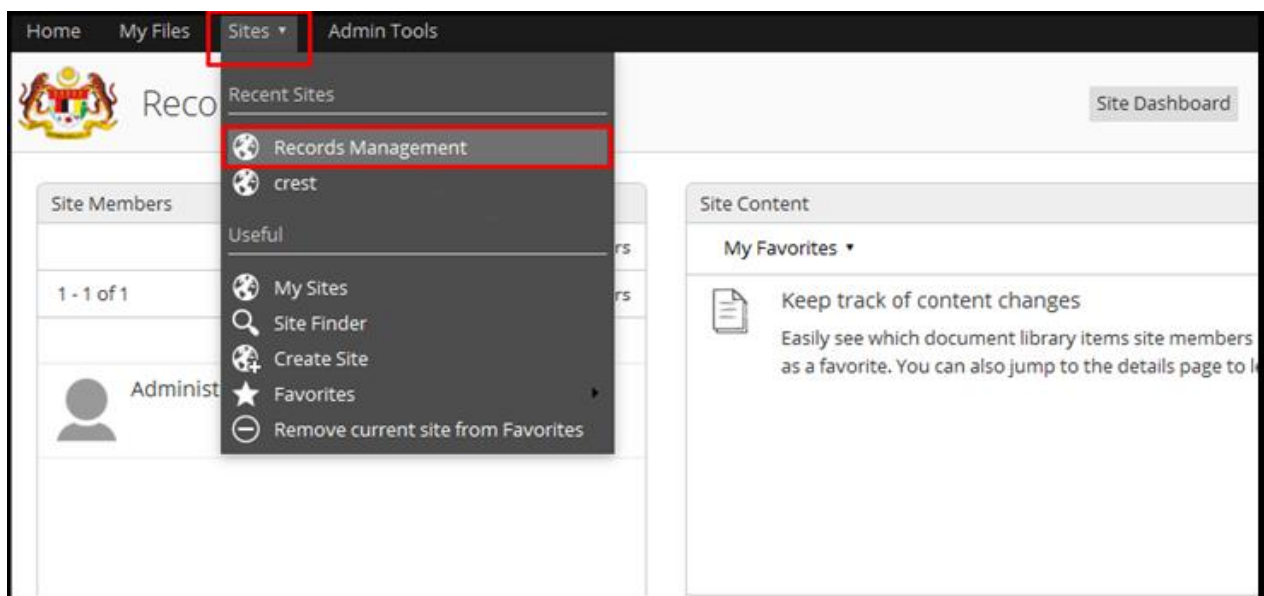 Home My Files Sites ▾ Admin Tools
Reco
Site Dashboard
Recent Sites
Records Management
crest
Useful
My Sites
Site Finder
Create Site
Favorites
Remove current site from Favorites
Site Members
rs
1 - 1 of 1
rs
Administ
Site Content
My Favorites ▾
Keep track of content changes
Easily see which document library items site members
as a favorite. You can also jump to the details page to l